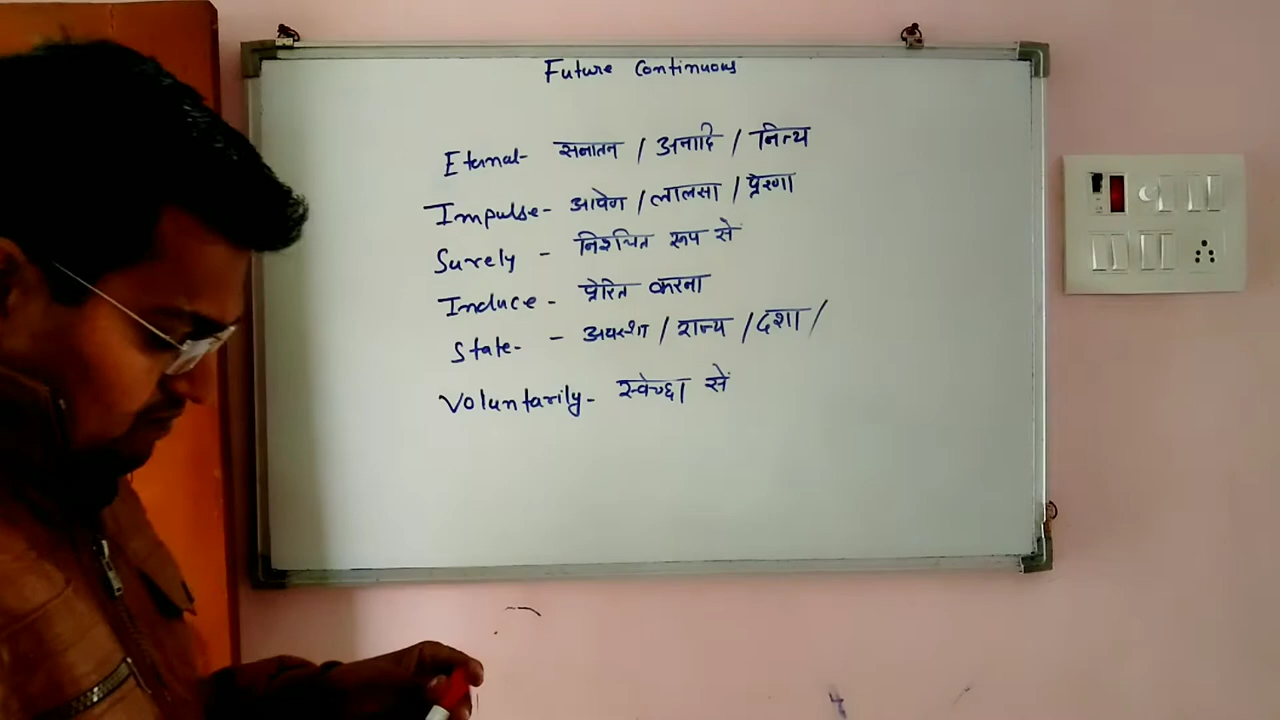 Future Continuous
Eternal- सनातन / अनादि / नित्य
Impulse- आवेग / लालसा / प्रेरणा
Surely - निश्चित रूप से
Induce - प्रेरित करना
State- - अवस्था / राज्य / दशा /
Voluntarily- स्वेच्छा सें